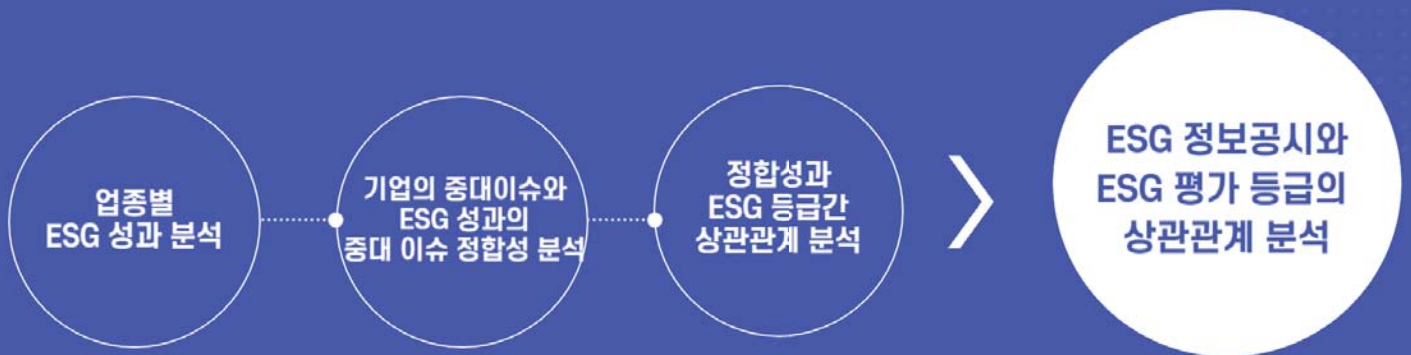 업종별
ESG 성과 분석
기업의 중대이슈와
ESG 성과의
중대 이슈 정합성 분석
정합성과
ESG 등급간
상관관계 분석
ESG 정보공시와
ESG 평가 등급의
상관관계 분석